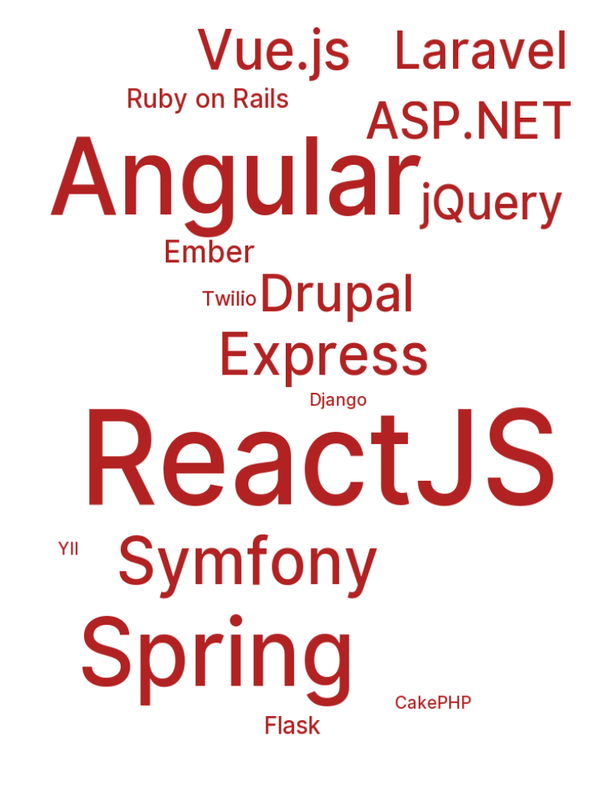 Vue.js Laravel
Ruby on Rails
ASP.NET
Angular
jQuery
Ember
Twilio Drupal
Express
Django
ReactJS
YII Symfony
Spring
CakePHP
Flask